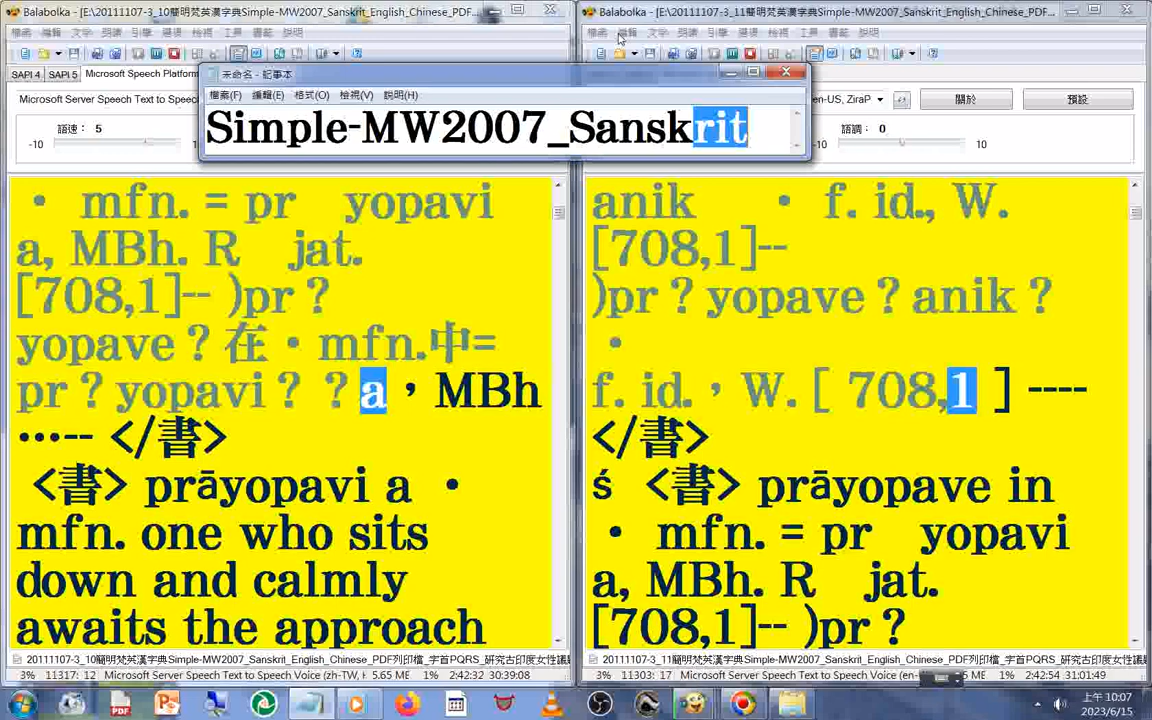 Balabolka - [E:\20111107-3_10簡明梵英漢字典Simple-MW2007_Sanskrit_English_Chinese_PDF...
Balabolka - [E:\20111107-3_11簡明梵英漢字典Simple-MW2007_Sanskrit_English_Chinese_PDF...
SAPI 4 SAPI 5 Microsoft Speech Platform
未命名 - 記事本
檔案(F) 編輯(E) 格式(O) 檢視(V) 說明(H)
Simple-MW2007_Sanskrit
Microsoft Server Speech Text to Speec
en-US, ZiraP
關於
預設
語速： 5
-10
語調： 0
-10
10
• mfn. = pr yopavi
a, MBh. R jat.
[708,1]-- )pr ?
yopave ? 在 • mfn.中=
pr ? yopavi ? ? a，MBh
…-- </書>
<書> prāyopavi a •
mfn. one who sits
down and calmly
awaits the approach
anik • f. id., W.
[708,1]--
)pr ? yopave ? anik ?
•
f. id.，W. [ 708,1 ] ----
</書>
ś <書> prāyopave in
• mfn. = pr yopavi
a, MBh. R jat.
[708,1]-- )pr ?
20111107-3_10簡明梵英漢字典Simple-MW2007_Sanskrit_English_Chinese_PDF列印檔_字首PQRS_研究古印度女性議
20111107-3_11簡明梵英漢字典Simple-MW2007_Sanskrit_English_Chinese_PDF列印檔_字首PQRS_研究古印度女性議
3% 11317: 12 Microsoft Server Speech Text to Speech Voice (zh-TW, 5.65 ME 1% 2:42:32 30:39:08
3% 11303: 17 Microsoft Server Speech Text to Speech Voice 5.65 MB 1% 2:42:54 31:01:49
上午 10:07
2023/6/15